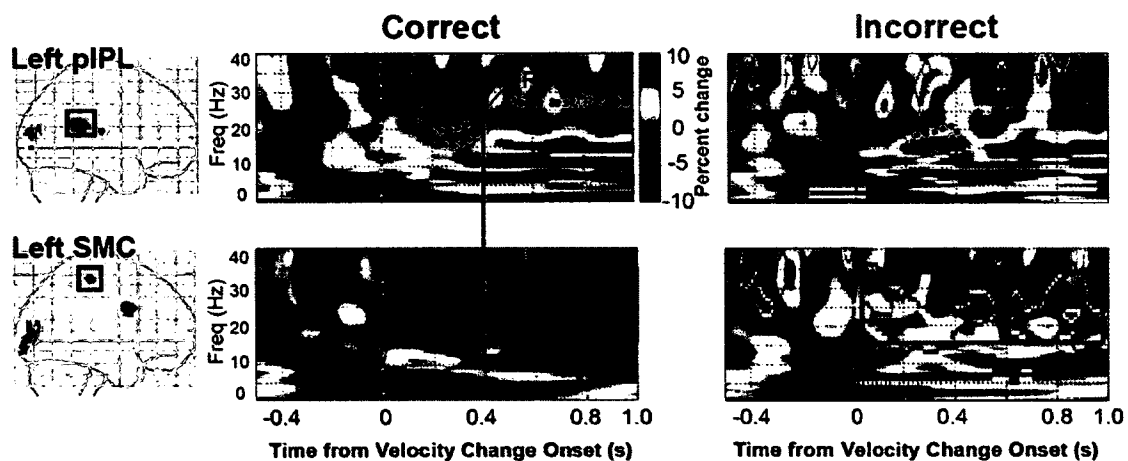 Correct
Incorrect
Left pIPL
40
30
20
10
0
Freq (Hz)
10
5
0
-5
-10
Percent change
Left SMC
40
30
20
10
0
Freq (Hz)
-0.4
0
0.4
0.8
1.0
Time from Velocity Change Onset (s)
-0.4
0
0.4
0.8
1.0
Time from Velocity Change Onset (s)